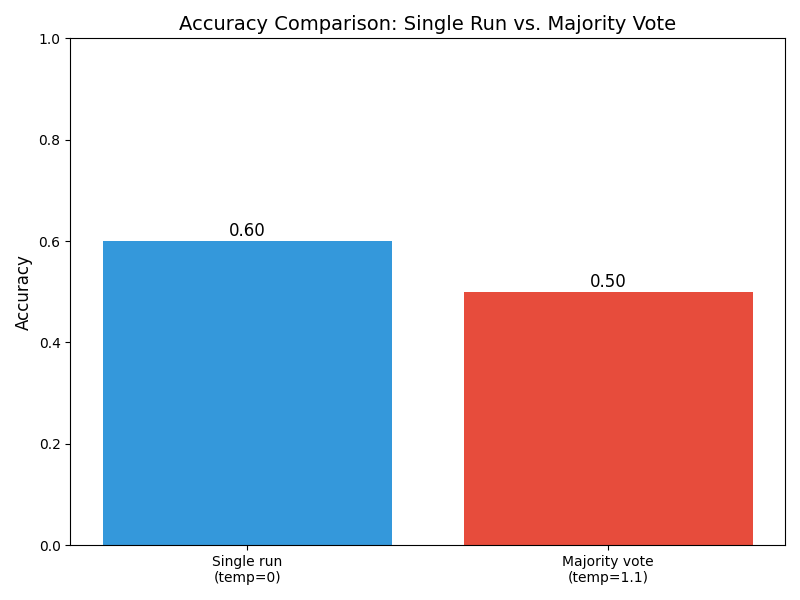 Accuracy Comparison: Single Run vs. Majority Vote
1.0
0.8
0.6
0.4
0.2
0.0
Accuracy
0.60
0.50
Single run
(temp=0)
Majority vote
(temp=1.1)